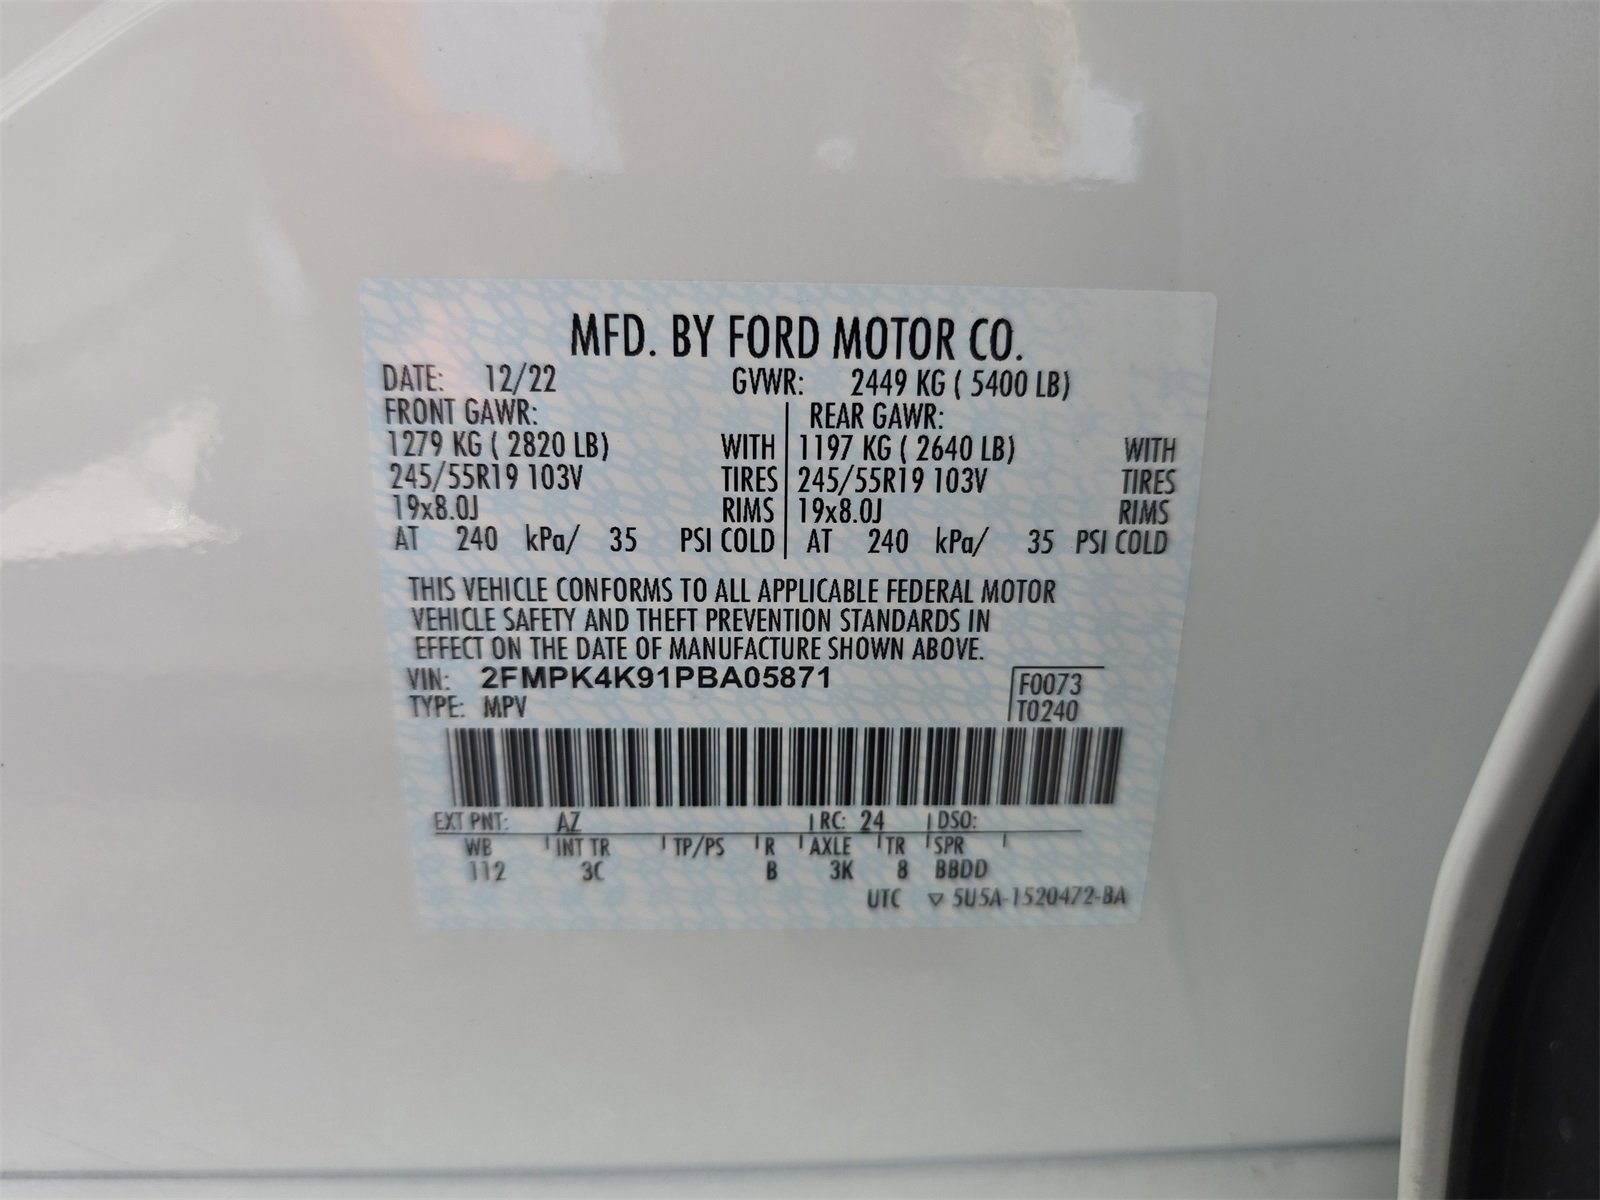 MFD. BY FORD MOTOR CO.
DATE: 12/22 GVWR: 2449 KG ( 5400 LB)
FRONT GAWR: REAR GAWR:
1279 KG ( 2820 LB) WITH 1197 KG ( 2640 LB) WITH
245/55R19 103V TIRES 245/55R19 103V TIRES
19x8.0J RIMS 19x8.0J RIMS
AT 240 kPa/ 35 PSI COLD AT 240 kPa/ 35 PSI COLD
THIS VEHICLE CONFORMS TO ALL APPLICABLE FEDERAL MOTOR
VEHICLE SAFETY AND THEFT PREVENTION STANDARDS IN
EFFECT ON THE DATE OF MANUFACTURE SHOWN ABOVE.
VIN: 2FMPK4K91PBA05871 F0073
TYPE: MPV T0240
EXT PNT: AZ RC: 24 DSO:
WB INT TR TP/PS R AXLE TR SPR
112 3C B 3K 8 BBDD
UTC ▽ 5U5A-1520472-BA